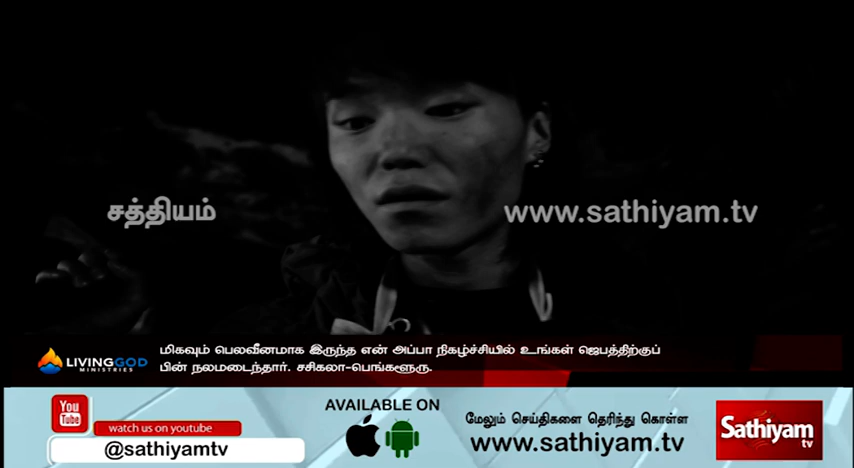 சத்தியம்
www.sathiyam.tv
LIVING GOD
MINISTRIES
மிகவும் பெலவீனமாக இருந்த என் அப்பா நிகழ்ச்சியில் உங்கள் ஜெபத்திற்குப்
பின் நலமடைந்தார். சசிகலா-பெங்களூரு.
You
Tube
watch us on youtube
@sathiyamtv
AVAILABLE ON
மேலும் செய்திகளை தெரிந்து கொள்ள
www.sathiyam.tv
Sathiyam
tv